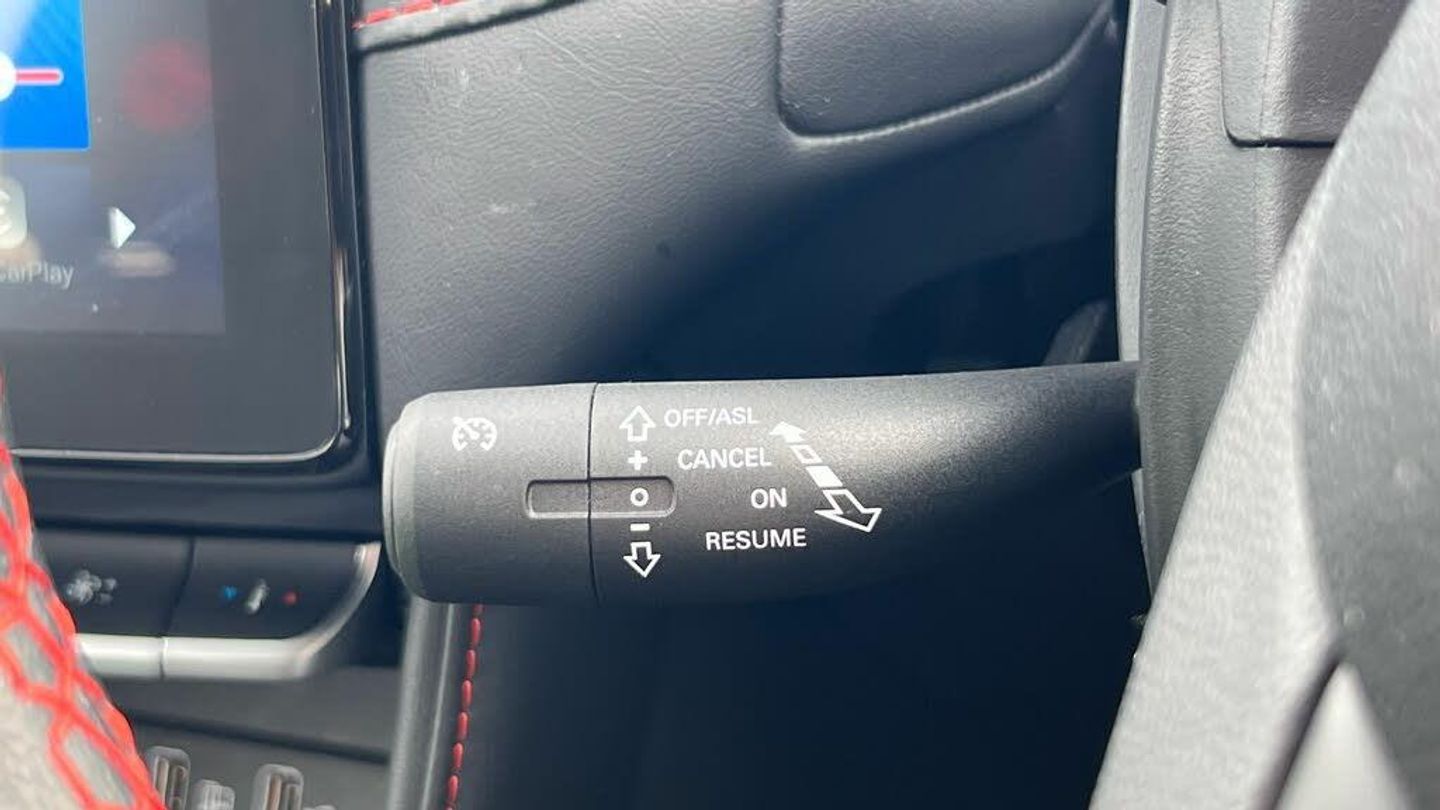 CarPlay
OFF/ASL
+ CANCEL
O ON
− RESUME